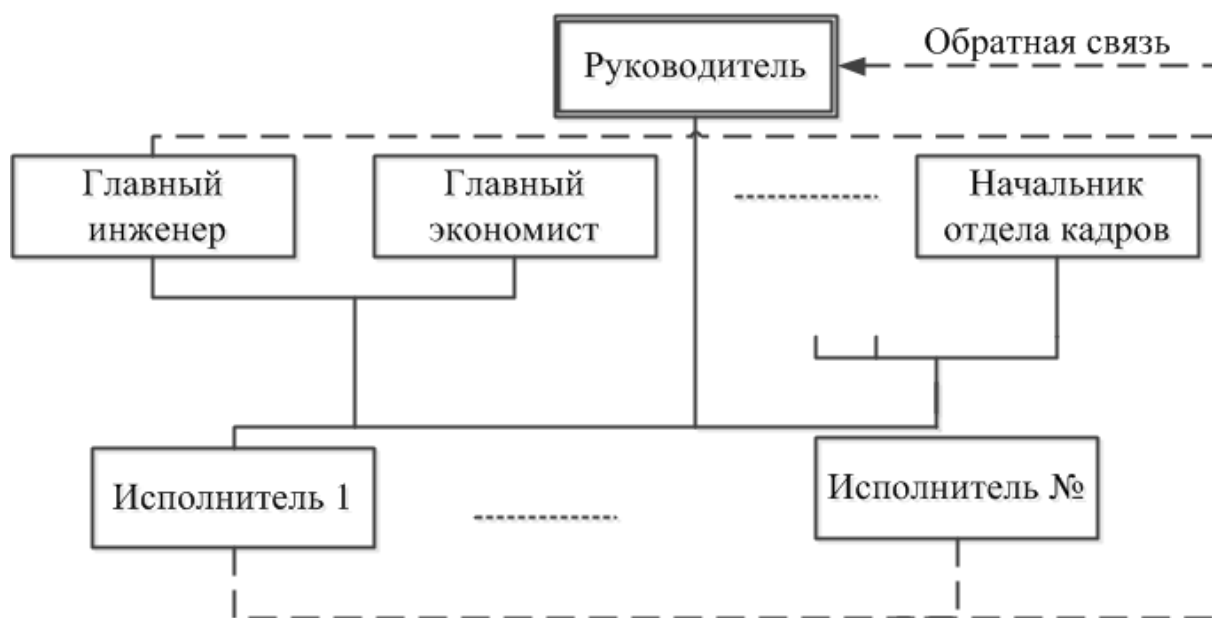 Руководитель
Обратная связь
Главный
инженер
Главный
экономист
Начальник
отдела кадров
Исполнитель 1
Исполнитель №